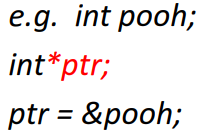 e.g. int pooh;
int*ptr;
ptr = &pooh;